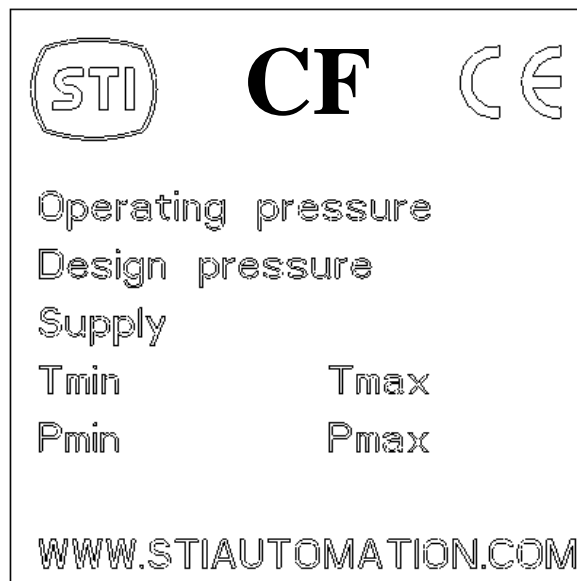 STI CF CE
Operating pressure
Design pressure
Supply
Tmin Tmax
Pmin Pmax
WWW.STIAUTOMATION.COM